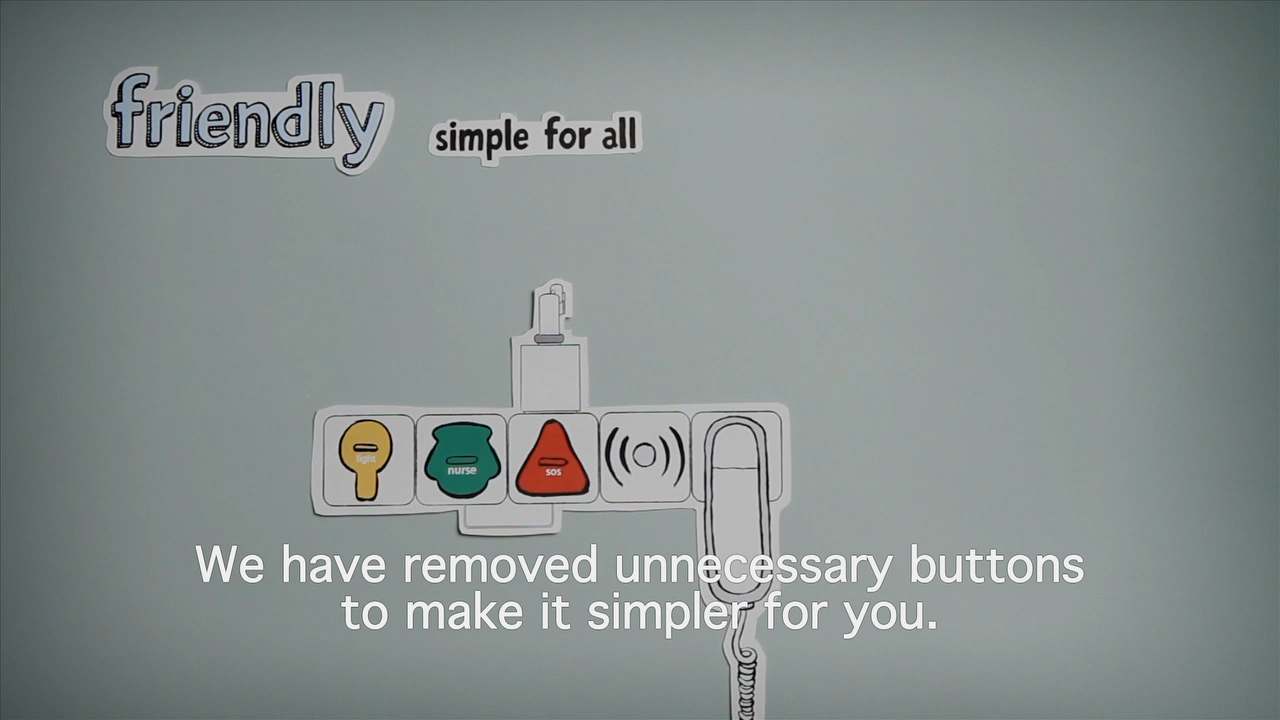 friendly
simple for all
light
nurse
sos
We have removed unnecessary buttons
to make it simpler for you.